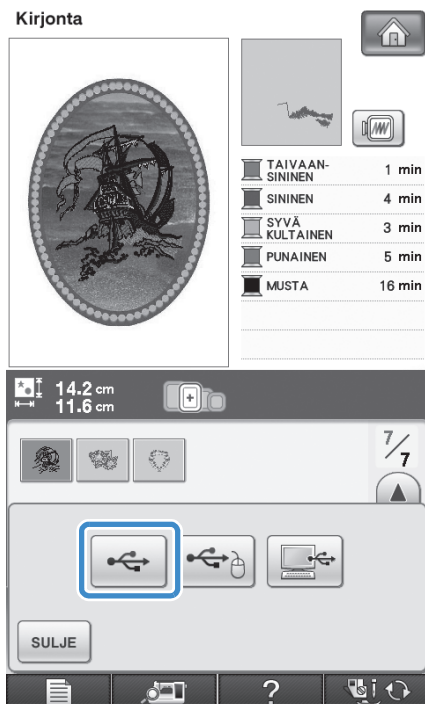 Kirjonta
TAIVAAN-
SININEN 1 min
SININEN 4 min
SYVÄ
KULTAINEN 3 min
PUNAINEN 5 min
MUSTA 16 min
14.2 cm
11.6 cm
7/7
SULJE
?